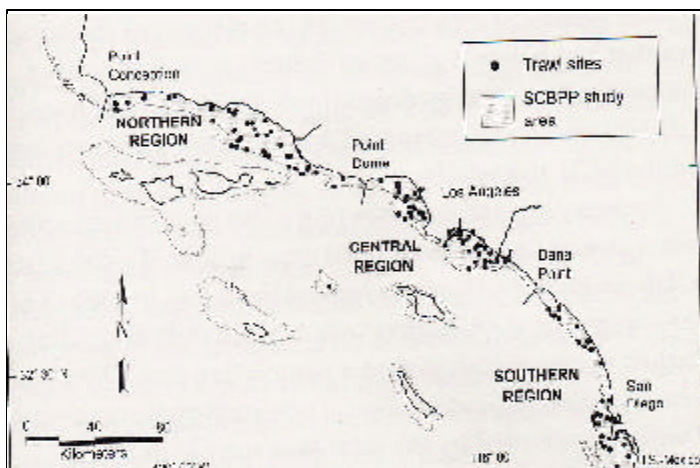 Point
Conception
NORTHERN
REGION
Trawl sites
SCBPP study
area
Point
Dume
Los Angeles
CENTRAL
REGION
Dana
Point
SOUTHERN
REGION
San
Diego
N
0 40 80
Kilometers